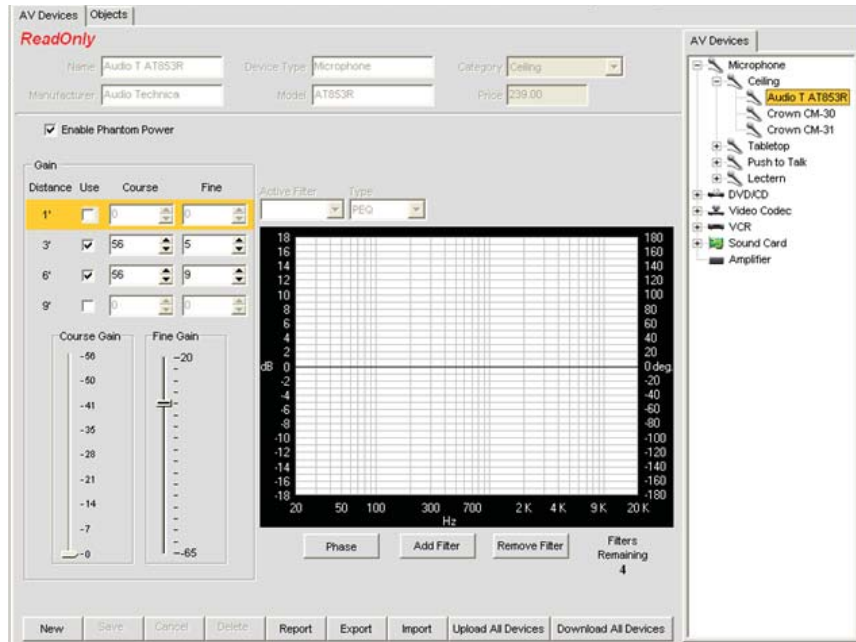 AV Devices Objects
ReadOnly
Name Audio T AT853R Device Type Microphone Category Ceiling
Manufacturer Audio Technica Model AT853R Price 239.00
Enable Phantom Power
Gain
Distance Use Course Fine
1' 0 0
3' 56 5
6' 56 9
9' 0 0
Course Gain Fine Gain
-56
-50
-41
-35
-28
-21
-14
-7
-0
-20
-65
Active Filter Type
PEQ
18 180
16 160
14 140
12 120
10 100
8 80
6 60
4 40
2 20
dB 0 0 deg.
-2 -20
-4 -40
-6 -60
-8 -80
-10 -100
-12 -120
-14 -140
-16 -160
-18 -180
20 50 100 300 700 2 K 4 K 9 K 20 K
Hz
Phase Add Filter Remove Filter Filters
Remaining
4
New Save Cancel Delete Report Export Import Upload All Devices Download All Devices
AV Devices
Microphone
Ceiling
Audio T AT853R
Crown CM-30
Crown CM-31
Tabletop
Push to Talk
Lectern
DVD/CD
Video Codec
VCR
Sound Card
Amplifier